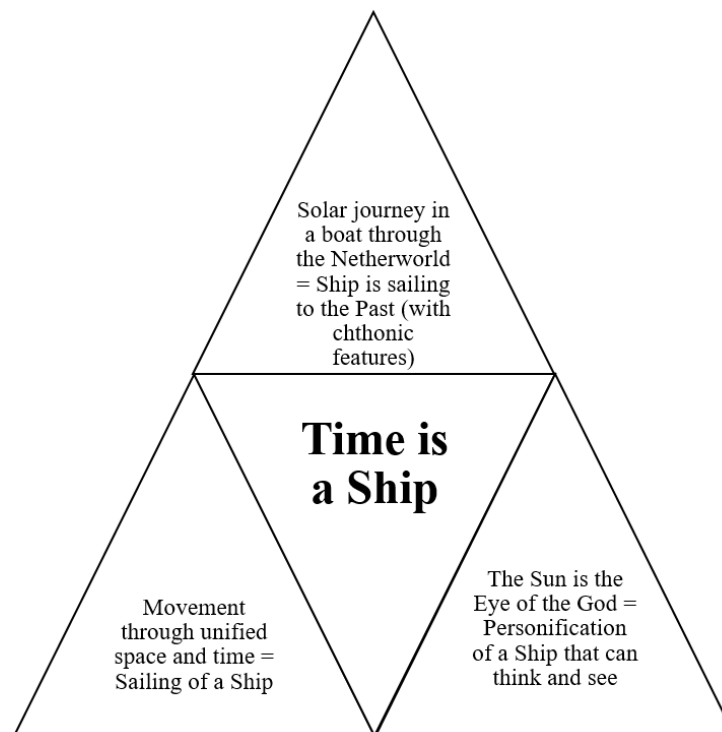 Solar journey in
a boat through
the Netherworld
= Ship is sailing
to the Past (with
chthonic
features)
Time is
a Ship
Movement
through unified
space and time =
Sailing of a Ship
The Sun is the
Eye of the God =
Personification
of a Ship that can
think and see